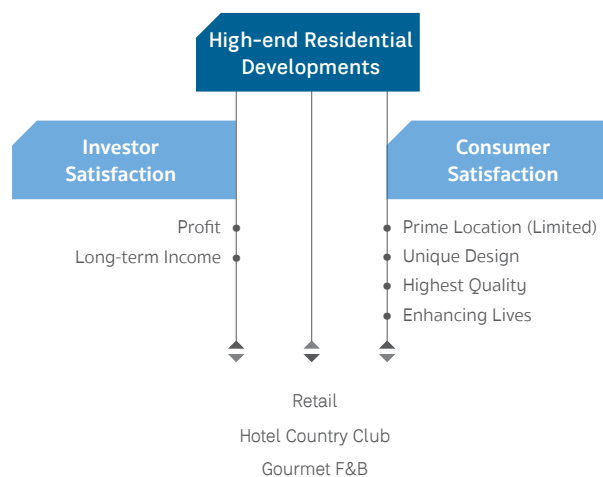 High-end Residential
Developments
Investor
Satisfaction
Profit
Long-term Income
Consumer
Satisfaction
Prime Location (Limited)
Unique Design
Highest Quality
Enhancing Lives
Retail
Hotel Country Club
Gourmet F&B